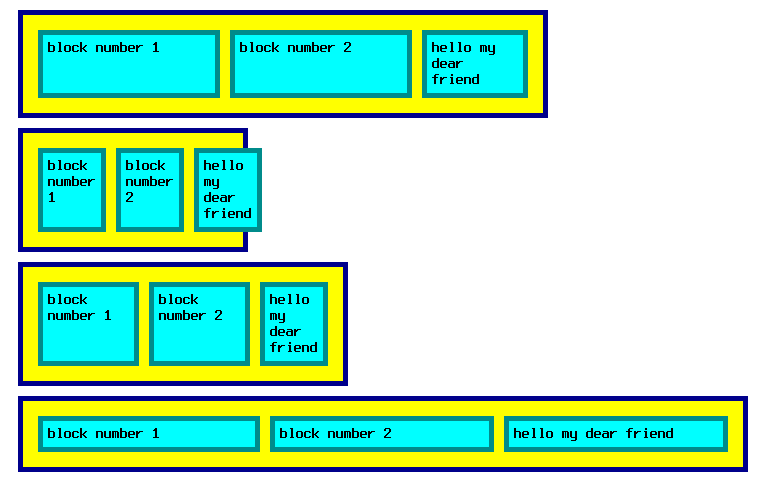 block number 1
block number 2
hello my
dear
friend
block
number
1
block
number
2
hello
my
dear
friend
block
number 1
block
number 2
hello
my
dear
friend
block number 1
block number 2
hello my dear friend